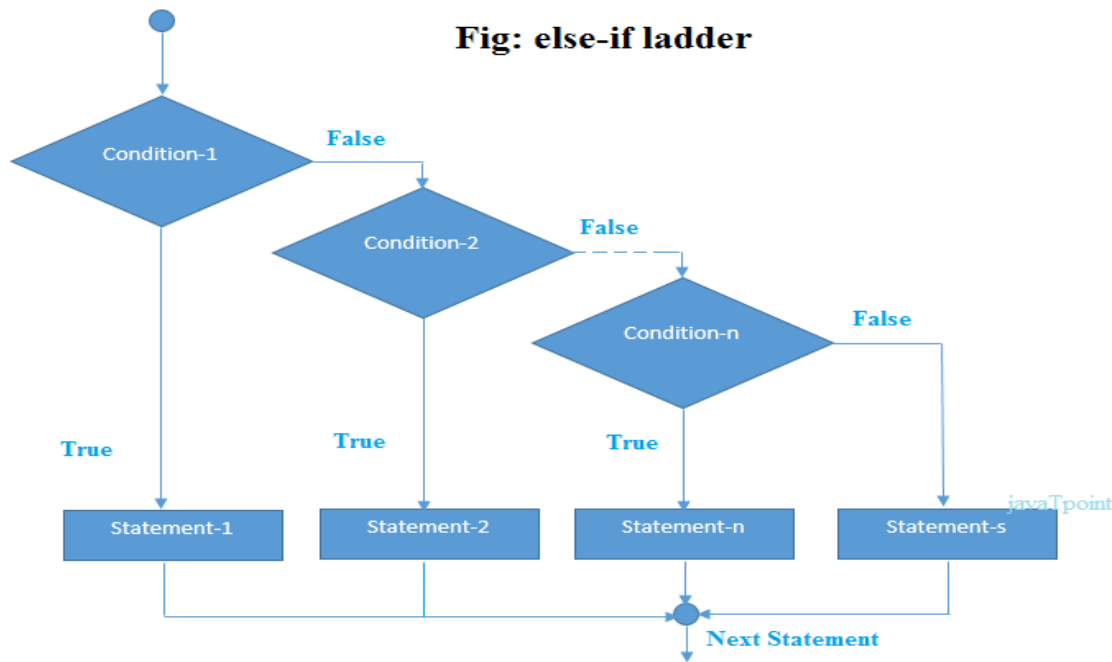 Fig: else-if ladder
Condition-1
False
Condition-2
False
Condition-n
False
True
True
True
Statement-1
Statement-2
Statement-n
Statement-s
javaTpoint
Next Statement